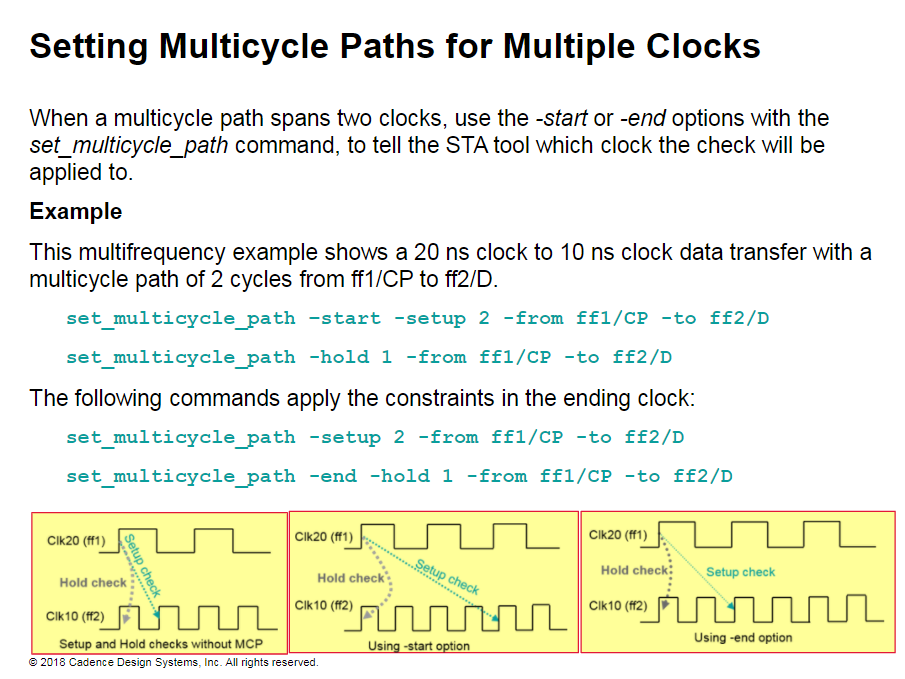 Setting Multicycle Paths for Multiple Clocks
When a multicycle path spans two clocks, use the -start or -end options with the
set_multicycle_path command, to tell the STA tool which clock the check will be
applied to.
Example
This multifrequency example shows a 20 ns clock to 10 ns clock data transfer with a
multicycle path of 2 cycles from ff1/CP to ff2/D.
set_multicycle_path –start -setup 2 -from ff1/CP -to ff2/D
set_multicycle_path -hold 1 -from ff1/CP -to ff2/D
The following commands apply the constraints in the ending clock:
set_multicycle_path -setup 2 -from ff1/CP -to ff2/D
set_multicycle_path -end -hold 1 -from ff1/CP -to ff2/D
Clk20 (ff1)
Setup check
Hold check
Clk10 (ff2)
Setup and Hold checks without MCP
Clk20 (ff1)
Setup check
Hold check
Clk10 (ff2)
Using -start option
Clk20 (ff1)
Hold check
Setup check
Clk10 (ff2)
Using -end option
© 2018 Cadence Design Systems, Inc. All rights reserved.